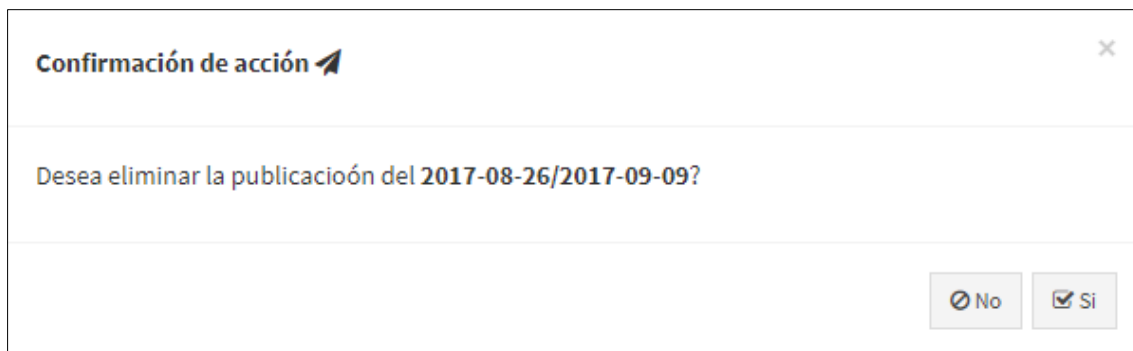 Confirmación de acción
Desea eliminar la publicacioón del 2017-08-26/2017-09-09?
No Si